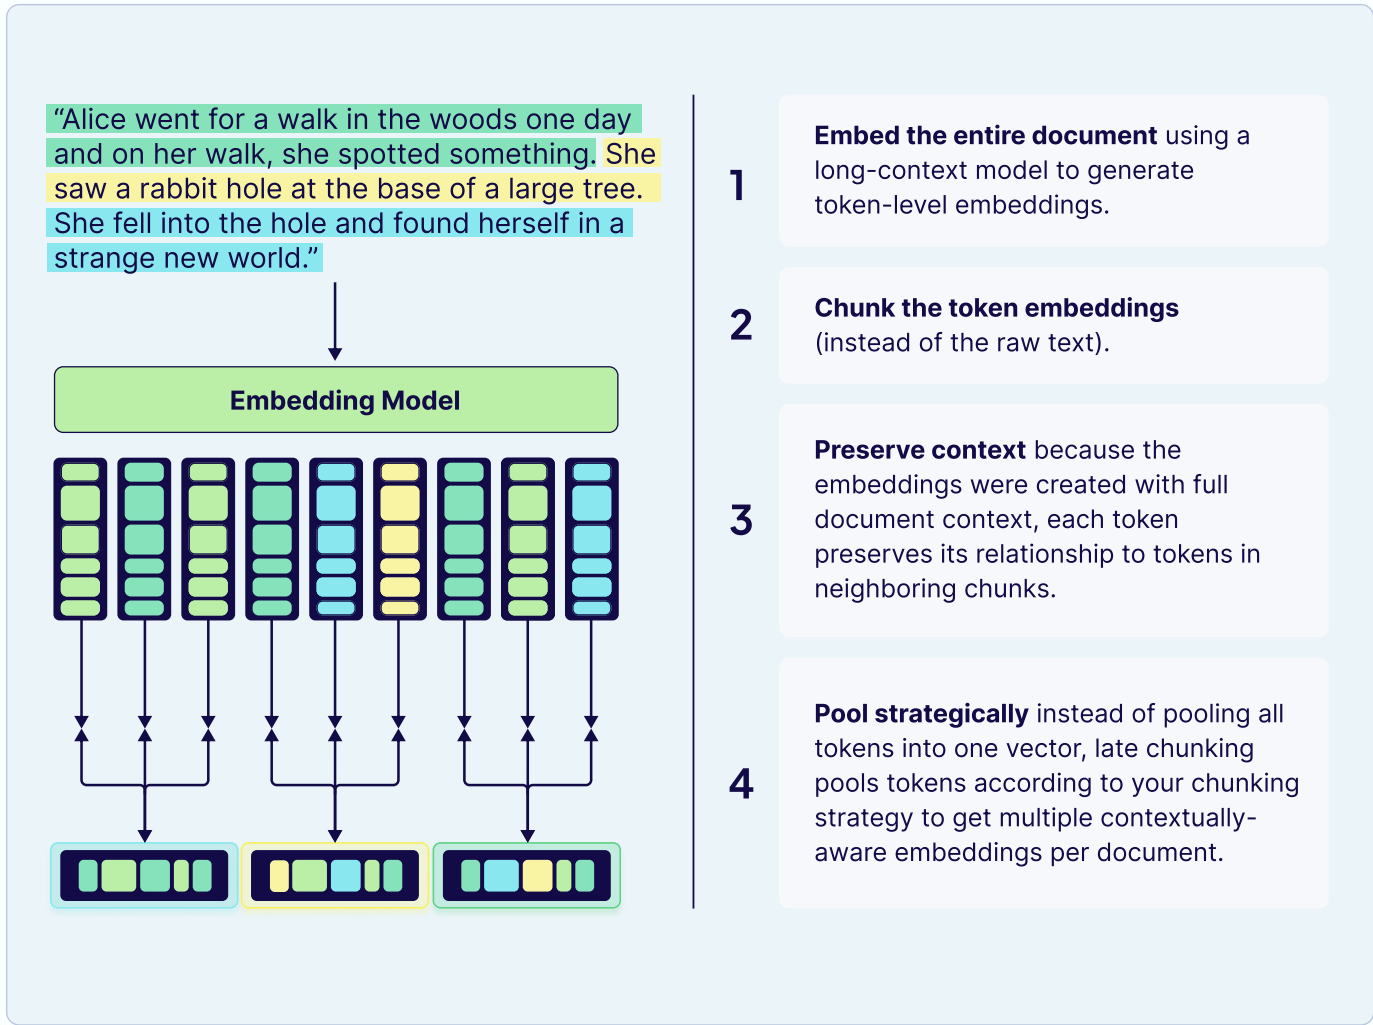 “Alice went for a walk in the woods one day
and on her walk, she spotted something. She
saw a rabbit hole at the base of a large tree.
She fell into the hole and found herself in a
strange new world.”
Embedding Model
1
Embed the entire document using a
long-context model to generate
token-level embeddings.
2
Chunk the token embeddings
(instead of the raw text).
3
Preserve context because the
embeddings were created with full
document context, each token
preserves its relationship to tokens in
neighboring chunks.
4
Pool strategically instead of pooling all
tokens into one vector, late chunking
pools tokens according to your chunking
strategy to get multiple contextually-
aware embeddings per document.